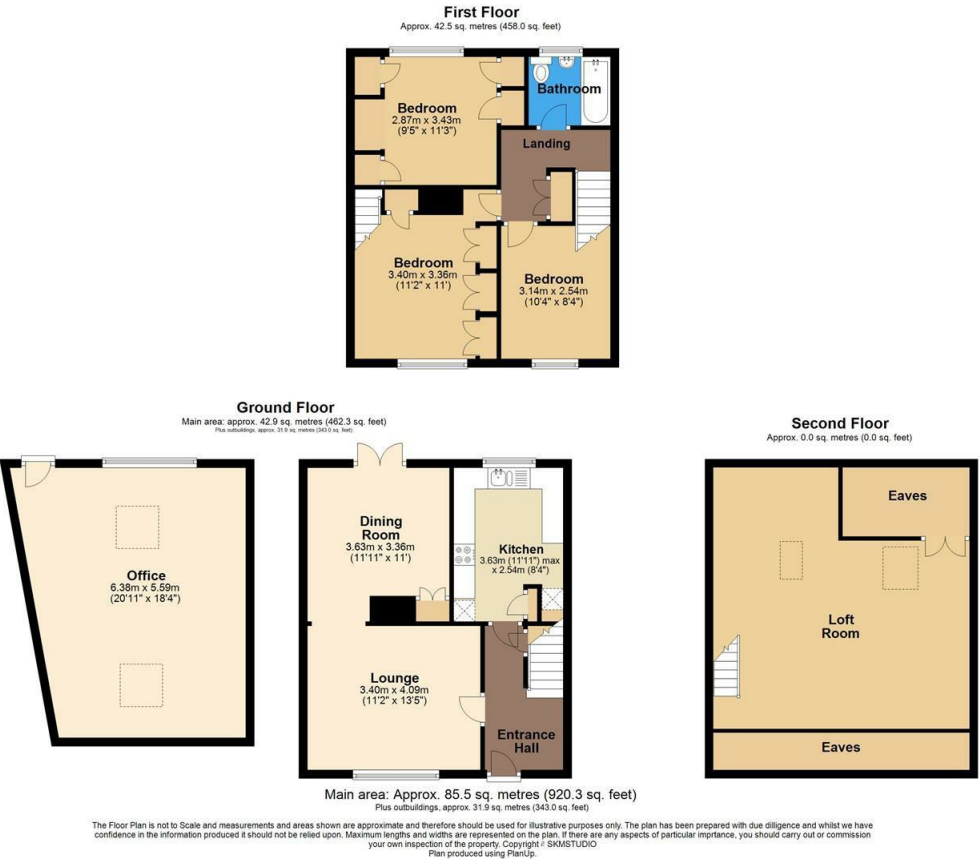 First Floor
Approx. 42.5 sq. metres (458.0 sq. feet)
Bedroom
2.87m x 3.43m
(9'5" x 11'3")
Bathroom
Landing
Bedroom
3.40m x 3.36m
(11'2" x 11')
Bedroom
3.14m x 2.54m
(10'4" x 8'4")
Ground Floor
Main area: approx. 42.9 sq. metres (462.3 sq. feet)
Plus outbuildings, approx. 31.9 sq. metres (343.0 sq. feet)
Office
6.38m x 5.59m
(20'11" x 18'4")
Dining
Room
3.63m x 3.36m
(11'11" x 11')
Kitchen
3.63m (11'11") max
x 2.54m (8'4")
Lounge
3.40m x 4.09m
(11'2" x 13'5")
Entrance
Hall
Second Floor
Approx. 0.0 sq. metres (0.0 sq. feet)
Eaves
Loft
Room
Eaves
Main area: Approx. 85.5 sq. metres (920.3 sq. feet)
Plus outbuildings, approx. 31.9 sq. metres (343.0 sq. feet)
The Floor Plan is not to Scale and measurements and areas shown are approximate and therefore should be used for illustrative purposes only. The plan has been prepared with due dilligence and whilst we have
confidence in the information produced it should not be relied upon. Maximum lengths and widths are represented on the plan. If there are any aspects of particular imprtance, you should carry out or commission
your own inspection of the property. Copyright © SKMSTUDIO
Plan produced using PlanUp.